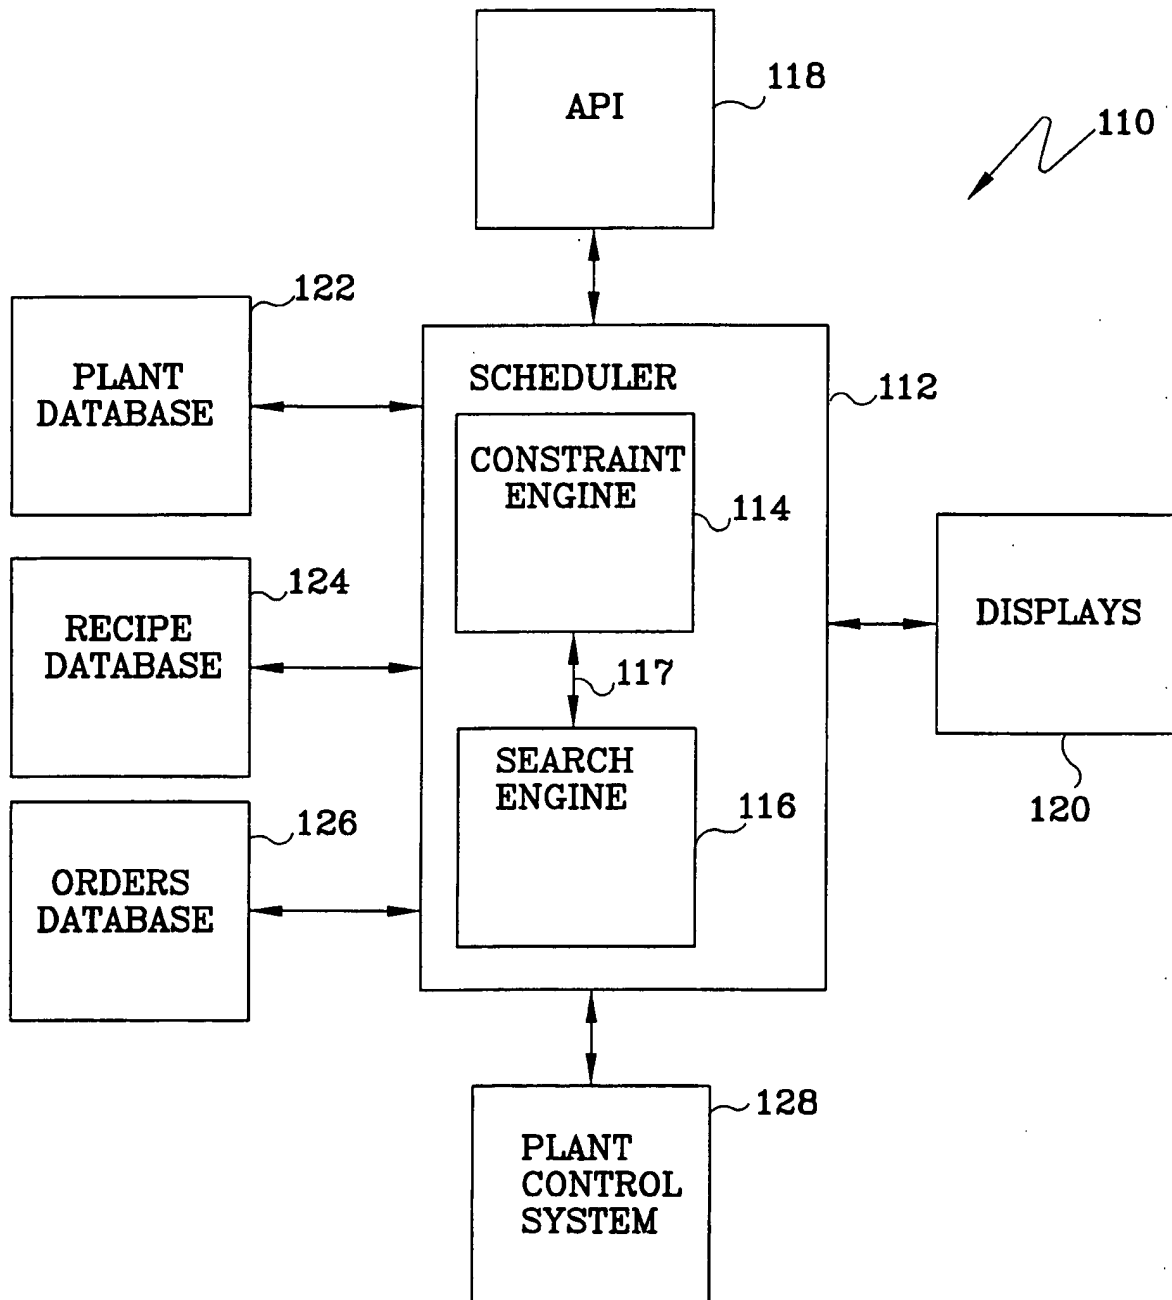 API
118
110
122
PLANT
DATABASE
SCHEDULER
112
CONSTRAINT
ENGINE
114
124
RECIPE
DATABASE
DISPLAYS
117
120
SEARCH
ENGINE
116
126
ORDERS
DATABASE
128
PLANT
CONTROL
SYSTEM